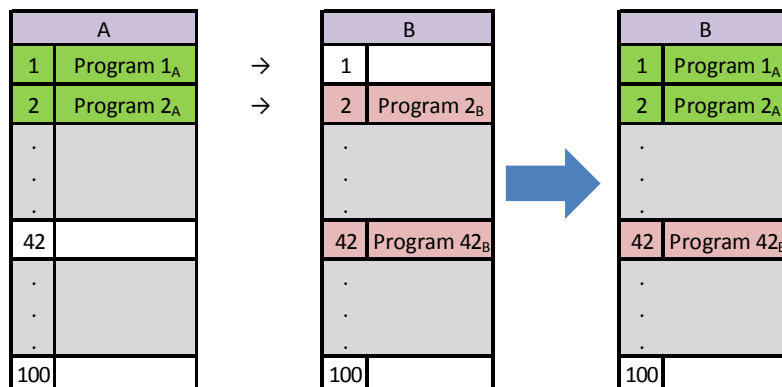 A B B
1 Program 1A → 1 1 Program 1A
2 Program 2A → 2 Program 2B 2 Program 2A
. . .
. . .
. . .
42 42 Program 42B 42 Program 42B
. . .
. . .
. . .
100 100 100